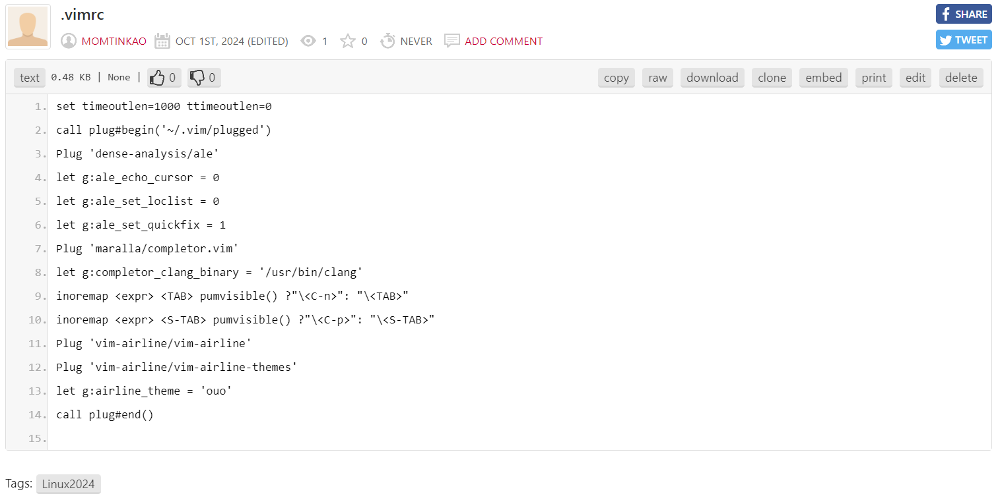 .vimrc
SHARE
MOMTINKAO OCT 1ST, 2024 (EDITED) 1 0 NEVER ADD COMMENT
TWEET
text 0.48 KB | None | 0 0 copy raw download clone embed print edit delete
1. set timeoutlen=1000 ttimeoutlen=0
2. call plug#begin('~/.vim/plugged')
3. Plug 'dense-analysis/ale'
4. let g:ale_echo_cursor = 0
5. let g:ale_set_loclist = 0
6. let g:ale_set_quickfix = 1
7. Plug 'maralla/completor.vim'
8. let g:completor_clang_binary = '/usr/bin/clang'
9. inoremap <expr> <TAB> pumvisible() ?"\<C-n>": "\<TAB>"
10. inoremap <expr> <S-TAB> pumvisible() ?"\<C-p>": "\<S-TAB>"
11. Plug 'vim-airline/vim-airline'
12. Plug 'vim-airline/vim-airline-themes'
13. let g:airline_theme = 'ouo'
14. call plug#end()
15.
Tags: Linux2024